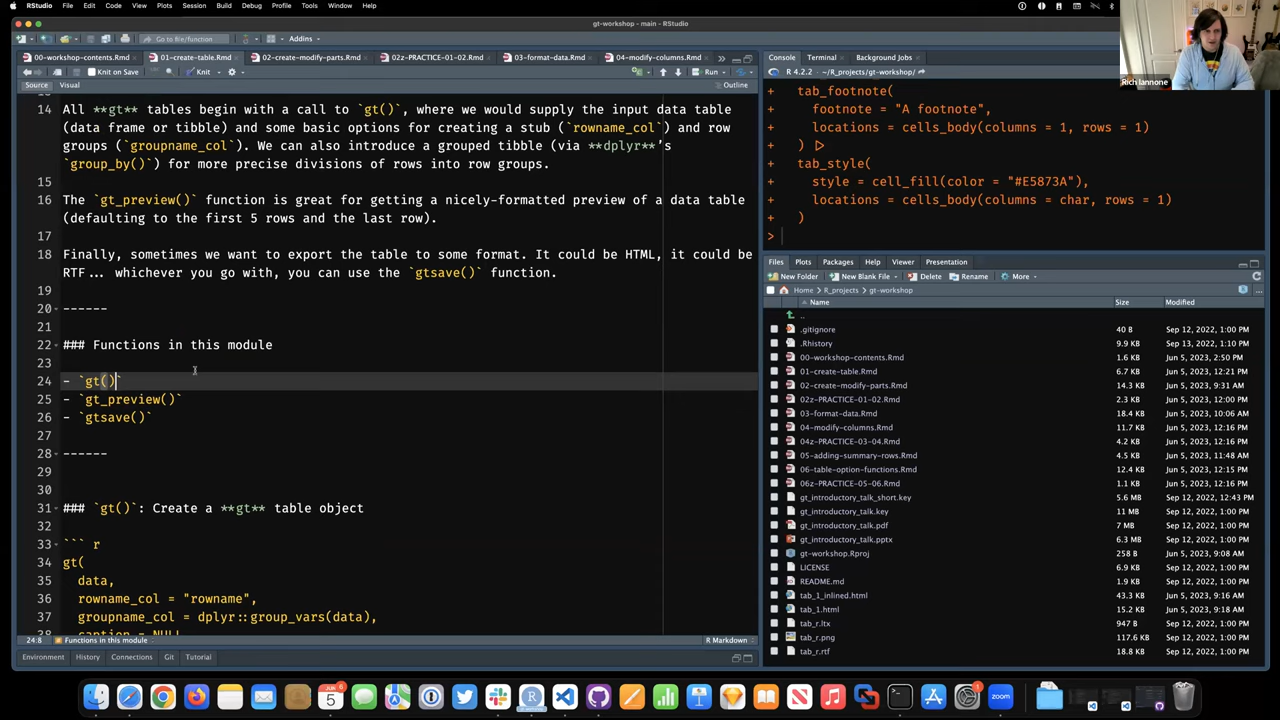 RStudio File Edit Code View Plots Session Build Debug Profile Tools Window Help
gt-workshop - main - RStudio
Go to file/function Addins
00-workshop-contents.Rmd 01-create-table.Rmd 02-create-modify-parts.Rmd 02z-PRACTICE-01-02.Rmd 03-format-data.Rmd 04-modify-columns.Rmd
Knit on Save Knit Run
Source Visual Outline
14 All **gt** tables begin with a call to `gt()`, where we would supply the input data table
(data frame or tibble) and some basic options for creating a stub (`rowname_col`) and row
groups (`groupname_col`). We can also introduce a grouped tibble (via **dplyr**'s
`group_by()`) for more precise divisions of rows into row groups.
15
16 The `gt_preview()` function is great for getting a nicely-formatted preview of a data table
(defaulting to the first 5 rows and the last row).
17
18 Finally, sometimes we want to export the table to some format. It could be HTML, it could be
RTF... whichever you go with, you can use the `gtsave()` function.
19
20 ------
21
22 ### Functions in this module
23
24 - `gt()`
25 - `gt_preview()`
26 - `gtsave()`
27
28 ------
29
30
31 ### `gt()`: Create a **gt** table object
32
33 ``` r
34 gt(
35 data,
36 rowname_col = "rowname",
37 groupname_col = dplyr::group_vars(data),
38 caption = NULL
24:8 Functions in this module R Markdown
Environment History Connections Git Tutorial
Console Terminal Background Jobs
R 4.2.2 · ~/R_projects/gt-workshop/
+ tab_footnote(
+ footnote = "A footnote",
+ locations = cells_body(columns = 1, rows = 1)
+ ) |>
+ tab_style(
+ style = cell_fill(color = "#E5873A"),
+ locations = cells_body(columns = char, rows = 1)
+ )
>
Rich Iannone
Files Plots Packages Help Viewer Presentation
New Folder New Blank File Delete Rename More
Home R_projects gt-workshop
Name Size Modified
..
.gitignore 40 B Sep 12, 2022, 1:00 PM
.Rhistory 9.9 KB Sep 13, 2022, 1:10 PM
00-workshop-contents.Rmd 1.6 KB Jun 5, 2023, 2:50 PM
01-create-table.Rmd 6.7 KB Jun 5, 2023, 12:21 PM
02-create-modify-parts.Rmd 14.3 KB Jun 5, 2023, 9:31 AM
02z-PRACTICE-01-02.Rmd 2.3 KB Jun 5, 2023, 12:00 PM
03-format-data.Rmd 18.4 KB Jun 5, 2023, 10:06 AM
04-modify-columns.Rmd 11.7 KB Jun 5, 2023, 12:16 PM
04z-PRACTICE-03-04.Rmd 4.2 KB Jun 5, 2023, 12:16 PM
05-adding-summary-rows.Rmd 4.5 KB Jun 5, 2023, 11:48 AM
06-table-option-functions.Rmd 12.4 KB Jun 5, 2023, 12:15 PM
06z-PRACTICE-05-06.Rmd 1.1 KB Jun 5, 2023, 12:16 PM
gt_introductory_talk_short.key 5.6 MB Sep 12, 2022, 12:43 PM
gt_introductory_talk.key 11 MB Sep 12, 2022, 1:00 PM
gt_introductory_talk.pdf 2 MB Sep 12, 2022, 1:00 PM
gt_introductory_talk.pptx 6.3 MB Sep 12, 2022, 1:00 PM
gt-workshop.Rproj 258 B Jun 5, 2023, 9:08 AM
LICENSE 6.9 KB Sep 12, 2022, 1:00 PM
README.md 1.9 KB Sep 12, 2022, 1:00 PM
tab_1_inlined.html 43.3 KB Jun 5, 2023, 9:16 AM
tab_1.html 15.2 KB Jun 5, 2023, 9:18 AM
tab_r.ltx 947 B Sep 12, 2022, 1:00 PM
tab_r.png 117.6 KB Sep 12, 2022, 1:00 PM
tab_r.rtf 18.8 KB Sep 12, 2022, 1:00 PM
JUN
5
zoom